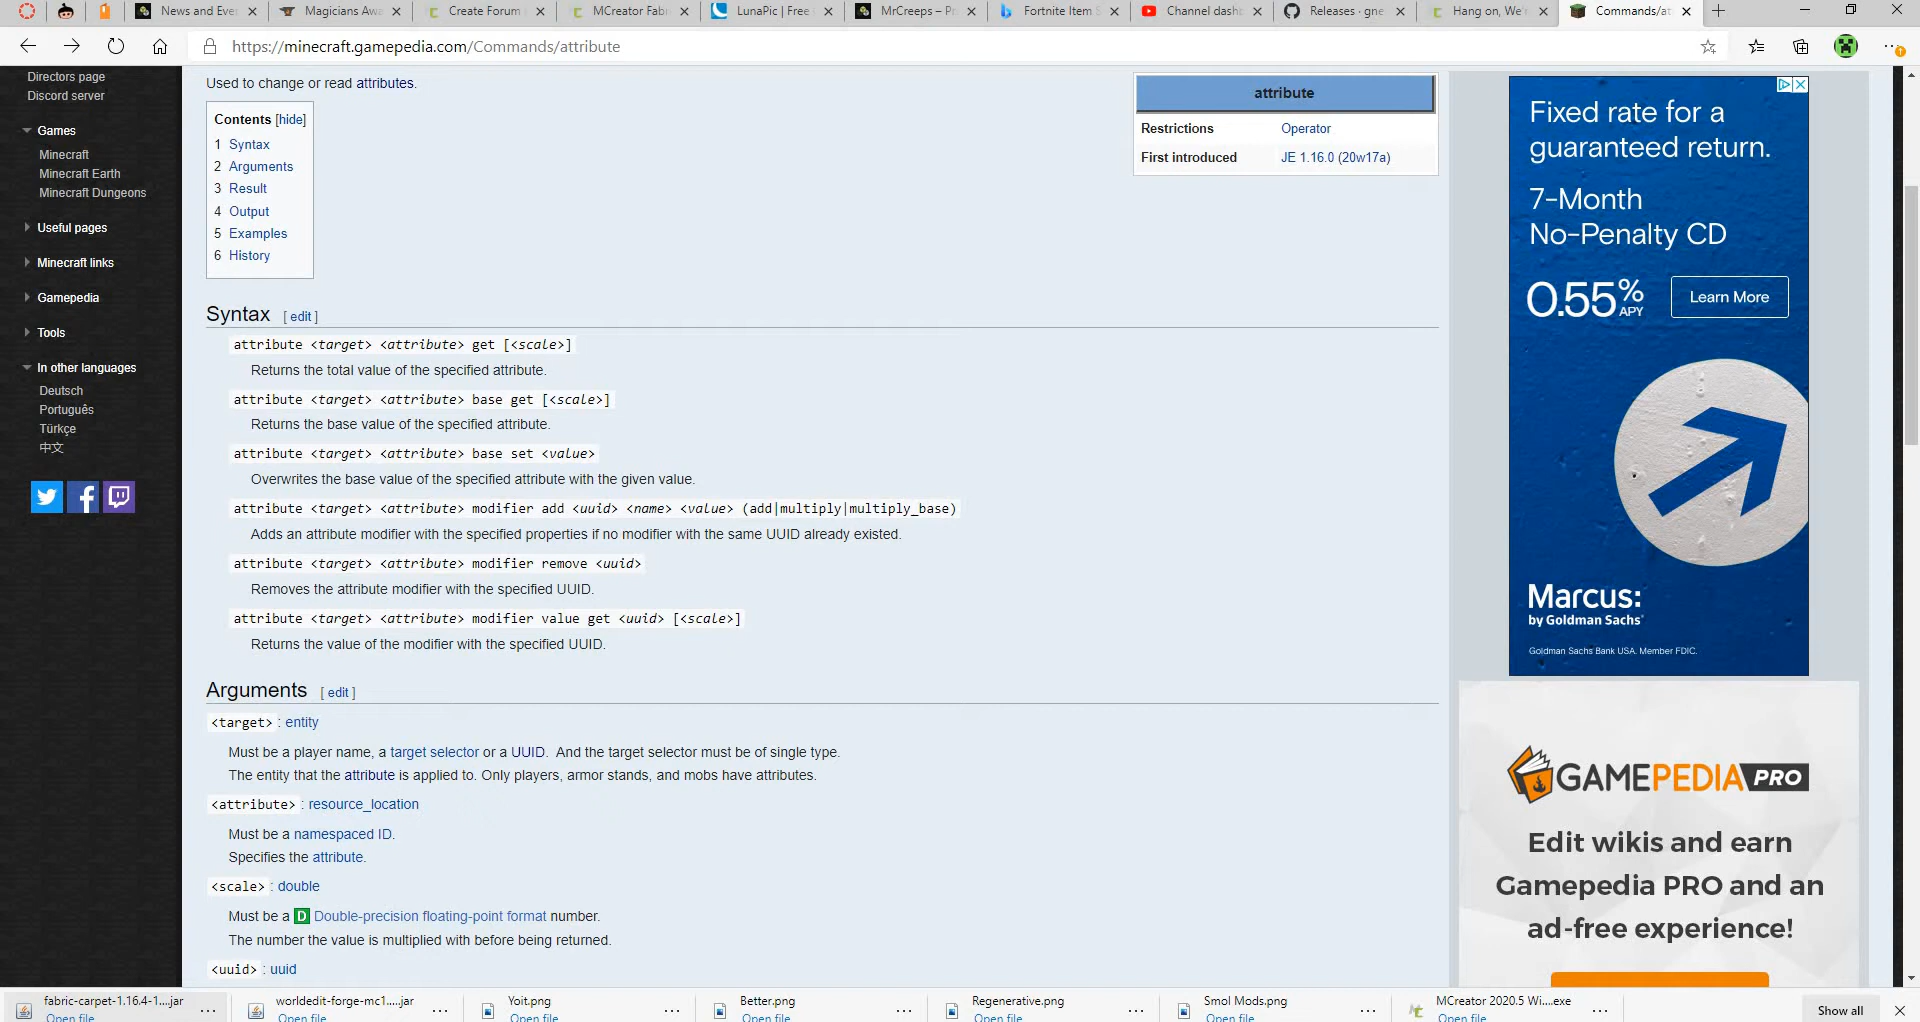 News and Eve
Magicians Awa
Create Forum
MCreator Fab
LunaPic | Free
MrCreeps – Pr
Fortnite Item S
Channel dash
Releases · gne
Hang on, We'r
Commands/at
https://minecraft.gamepedia.com/Commands/attribute
Directors page
Discord server
Games
Minecraft
Minecraft Earth
Minecraft Dungeons
Useful pages
Minecraft links
Gamepedia
Tools
In other languages
Deutsch
Português
Türkçe
中文
Used to change or read attributes.
Contents [hide]
1 Syntax
2 Arguments
3 Result
4 Output
5 Examples
6 History
attribute
Restrictions Operator
First introduced JE 1.16.0 (20w17a)
Syntax [ edit ]
attribute <target> <attribute> get [<scale>]
Returns the total value of the specified attribute.
attribute <target> <attribute> base get [<scale>]
Returns the base value of the specified attribute.
attribute <target> <attribute> base set <value>
Overwrites the base value of the specified attribute with the given value.
attribute <target> <attribute> modifier add <uuid> <name> <value> (add|multiply|multiply_base)
Adds an attribute modifier with the specified properties if no modifier with the same UUID already existed.
attribute <target> <attribute> modifier remove <uuid>
Removes the attribute modifier with the specified UUID.
attribute <target> <attribute> modifier value get <uuid> [<scale>]
Returns the value of the modifier with the specified UUID.
Arguments [ edit ]
<target> : entity
Must be a player name, a target selector or a UUID. And the target selector must be of single type.
The entity that the attribute is applied to. Only players, armor stands, and mobs have attributes.
<attribute> : resource_location
Must be a namespaced ID.
Specifies the attribute.
<scale> : double
Must be a D Double-precision floating-point format number.
The number the value is multiplied with before being returned.
<uuid> : uuid
Fixed rate for a
guaranteed return.
7-Month
No-Penalty CD
0.55% APY
Learn More
Marcus:
by Goldman Sachs®
Goldman Sachs Bank USA. Member FDIC.
GAMEPEDIA PRO
Edit wikis and earn
Gamepedia PRO and an
ad-free experience!
fabric-carpet-1.16.4-1....jar
Open file
worldedit-forge-mc1.....jar
Open file
Yoit.png
Open file
Better.png
Open file
Regenerative.png
Open file
Smol Mods.png
Open file
MCreator 2020.5 Wi....exe
Open file
Show all